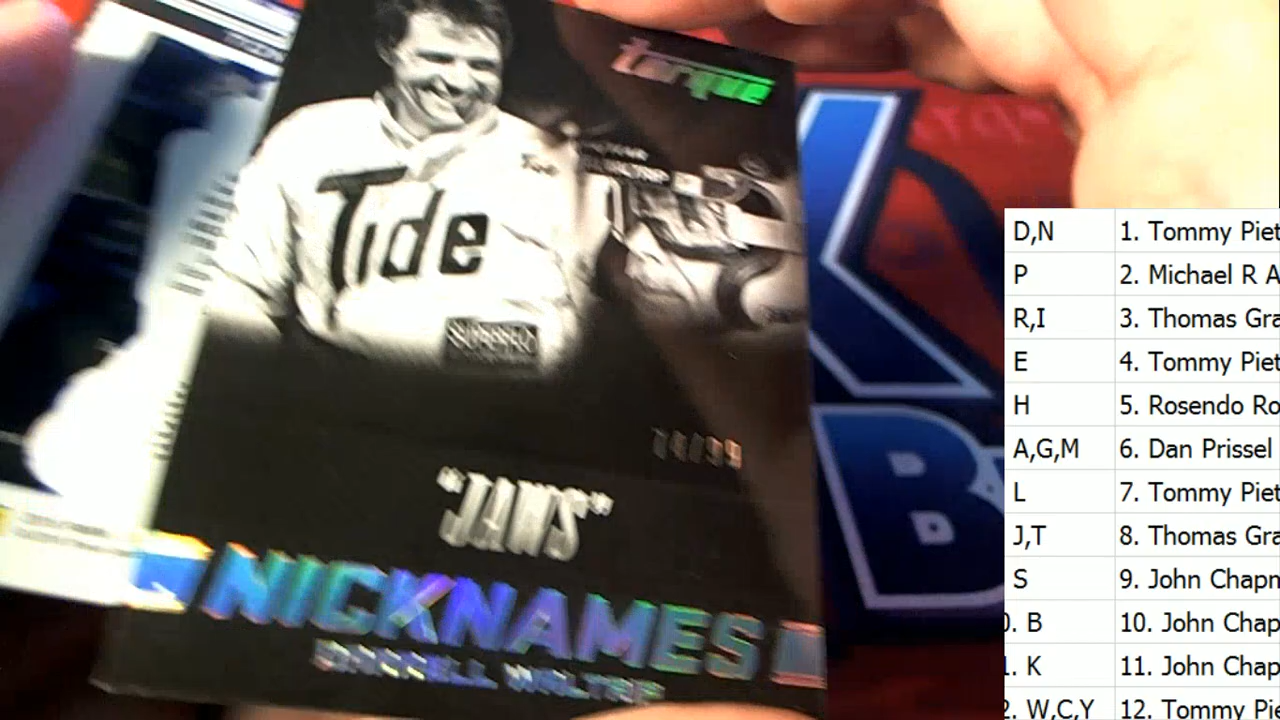 torque
Tide
"JAWS"
NICKNAMES
DARRELL WALTRIP
K
B
D,N 1. Tommy Piet
P 2. Michael R A
R,I 3. Thomas Gra
E 4. Tommy Piet
H 5. Rosendo Ro
A,G,M 6. Dan Prissel
L 7. Tommy Piet
J,T 8. Thomas Gra
S 9. John Chapn
0. B 10. John Chap
1. K 11. John Chap
2. W,C,Y 12. Tommy Pie